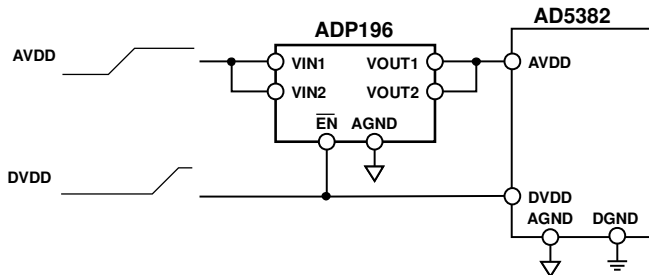 ADP196
AD5382
AVDD
VIN1
VOUT1
AVDD
VIN2
VOUT2
EN
AGND
DVDD
DVDD
AGND
DGND